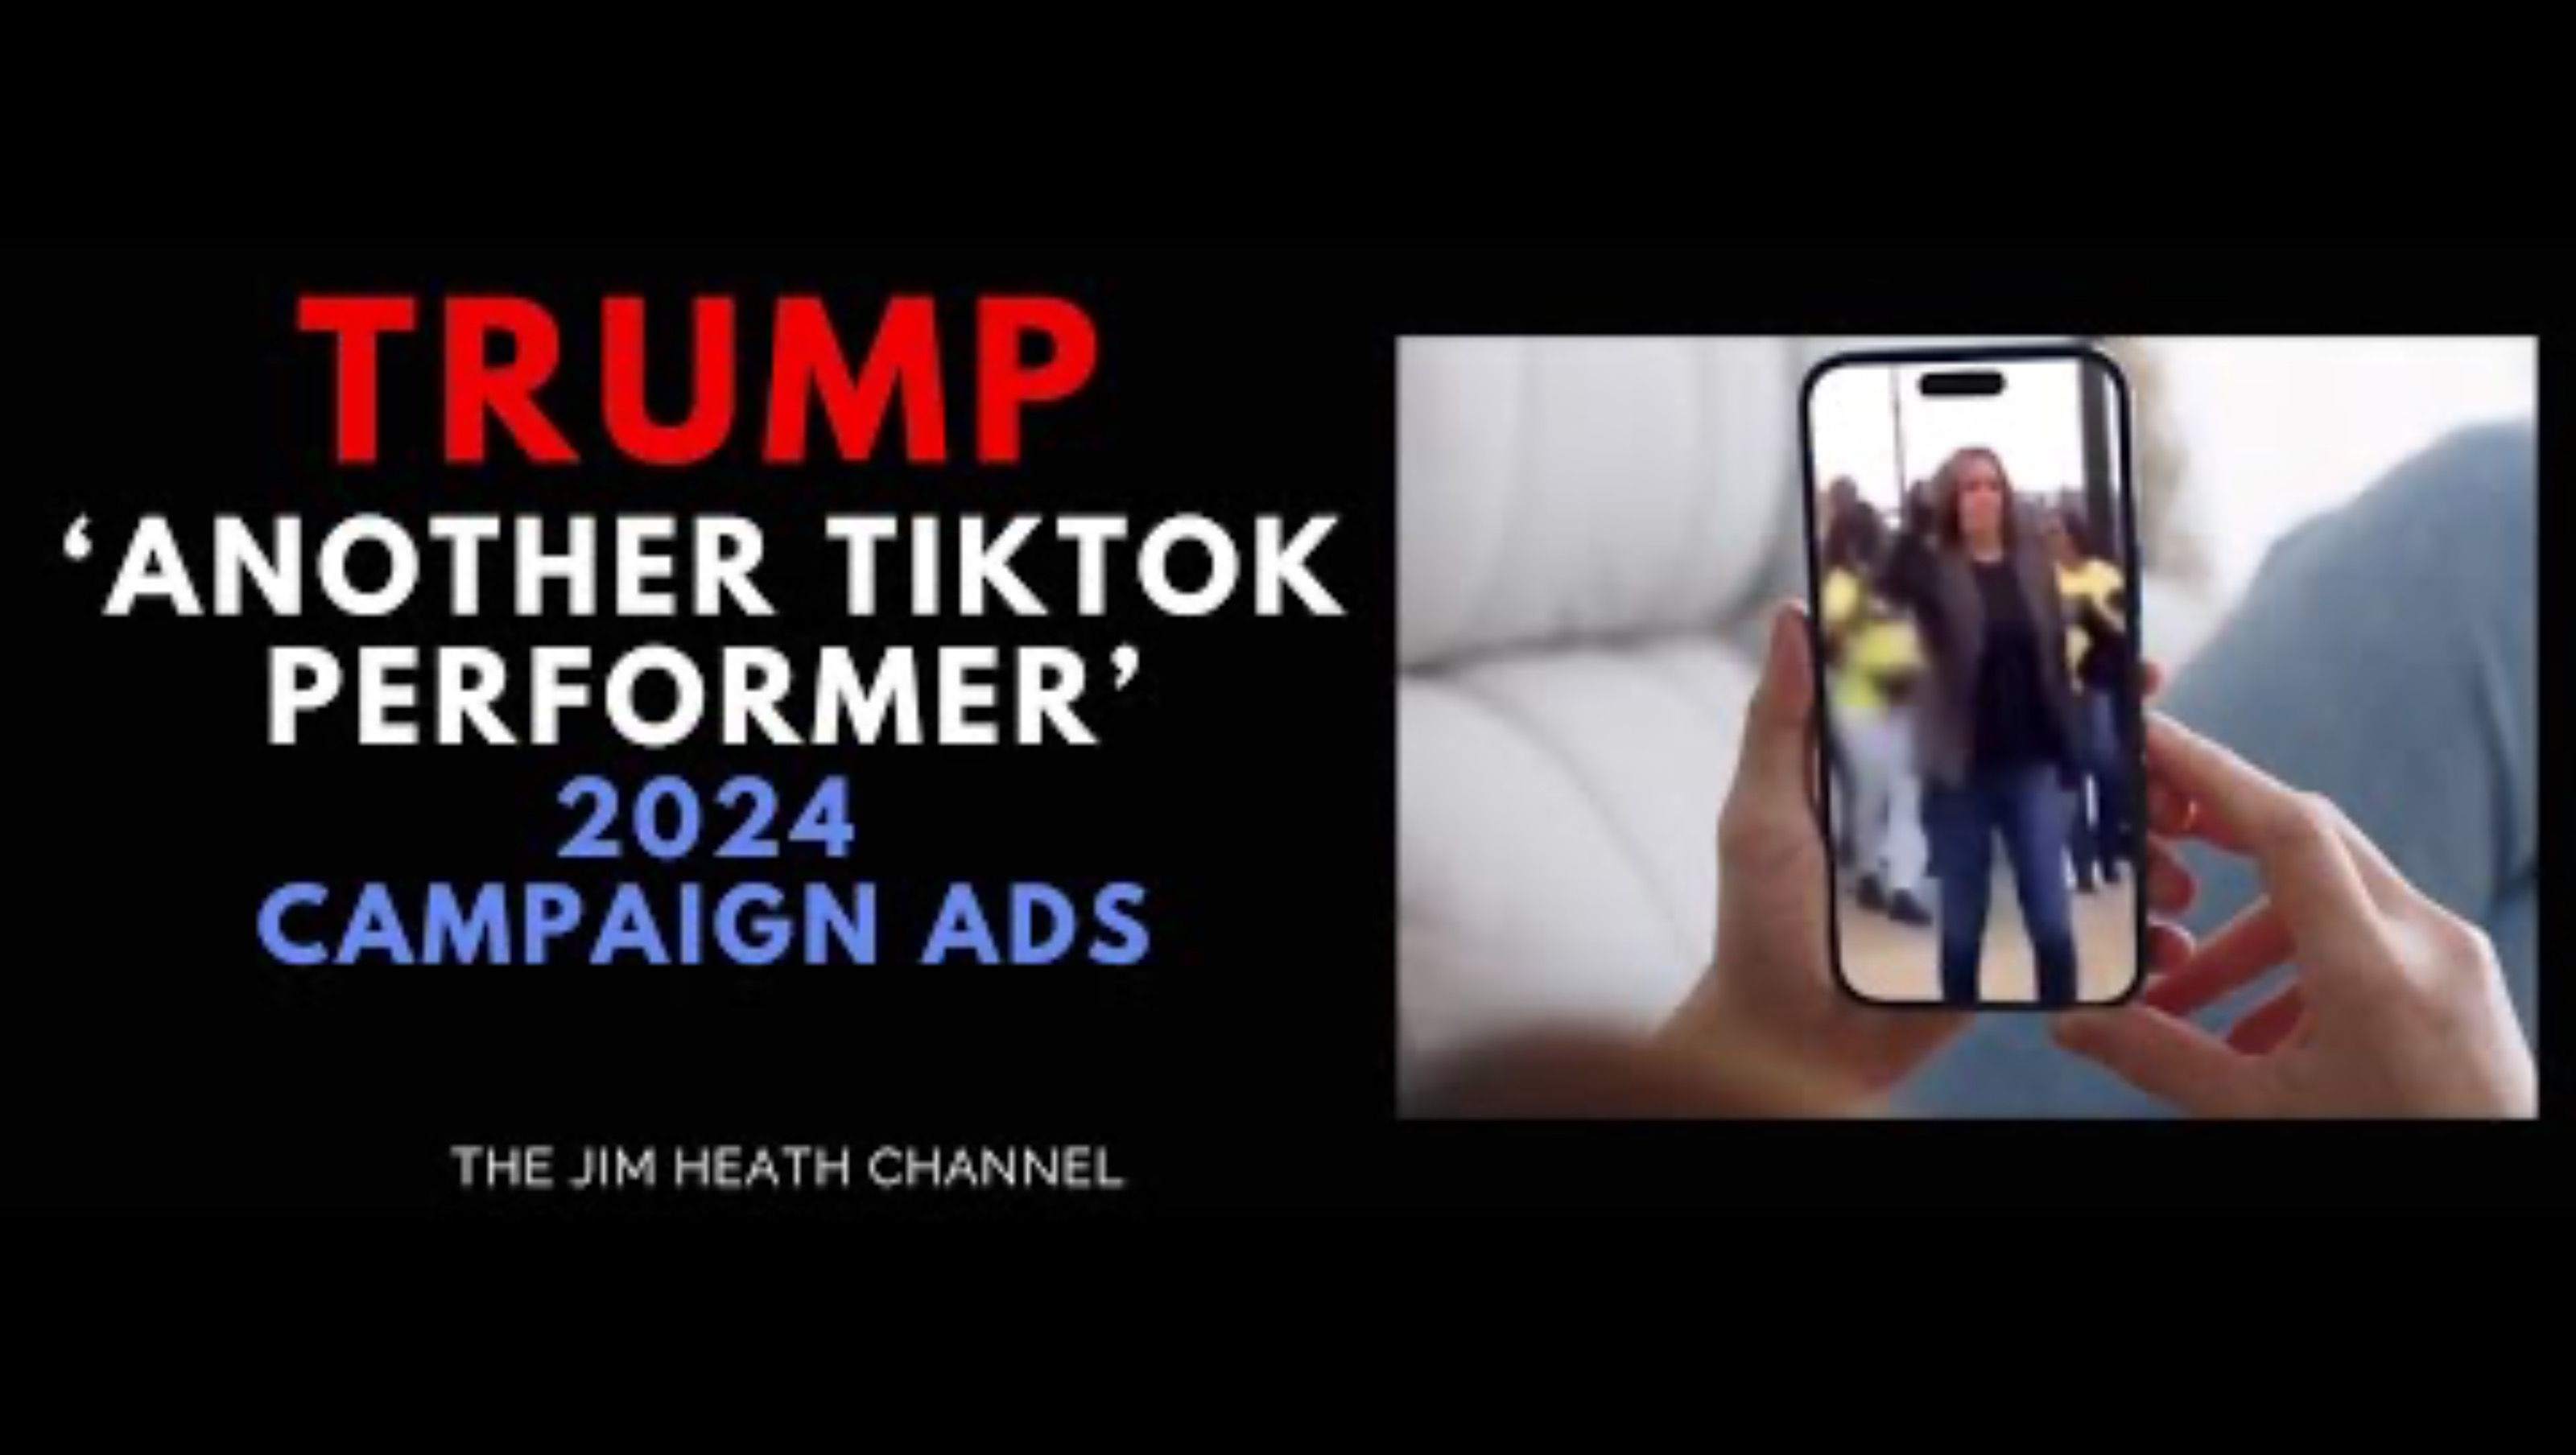 TRUMP
‘ANOTHER TIKTOK
PERFORMER’
2024
CAMPAIGN ADS
THE JIM HEATH CHANNEL